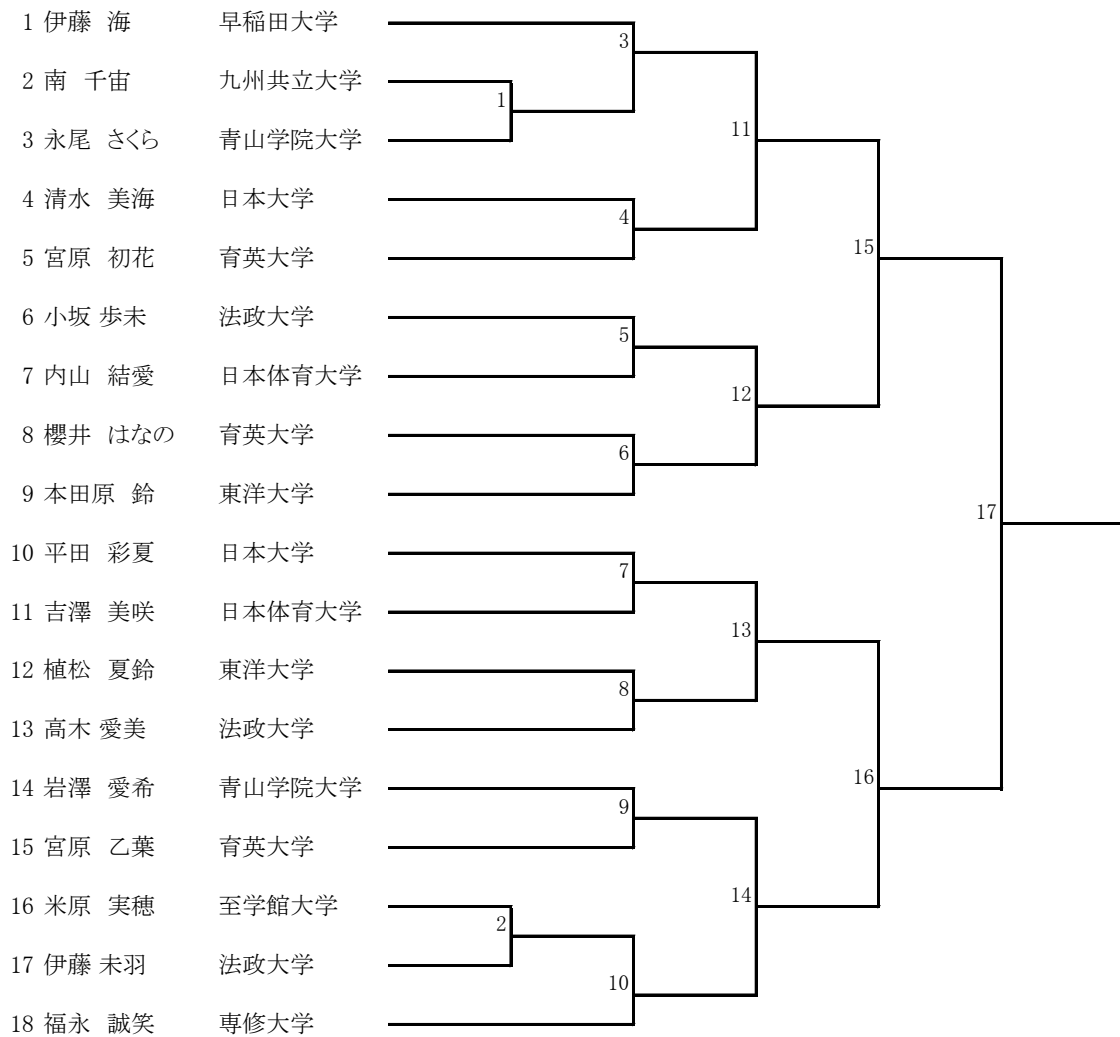 1 伊藤 海 早稲田大学
3
2 南 千宙 九州共立大学
1
3 永尾 さくら 青山学院大学
11
4 清水 美海 日本大学
4
5 宮原 初花 育英大学
15
6 小坂 歩未 法政大学
5
7 内山 結愛 日本体育大学
12
8 櫻井 はなの 育英大学
6
9 本田原 鈴 東洋大学
17
10 平田 彩夏 日本大学
7
11 吉澤 美咲 日本体育大学
13
12 植松 夏鈴 東洋大学
8
13 高木 愛美 法政大学
16
14 岩澤 愛希 青山学院大学
9
15 宮原 乙葉 育英大学
14
16 米原 実穂 至学館大学
2
17 伊藤 未羽 法政大学
10
18 福永 誠笑 専修大学